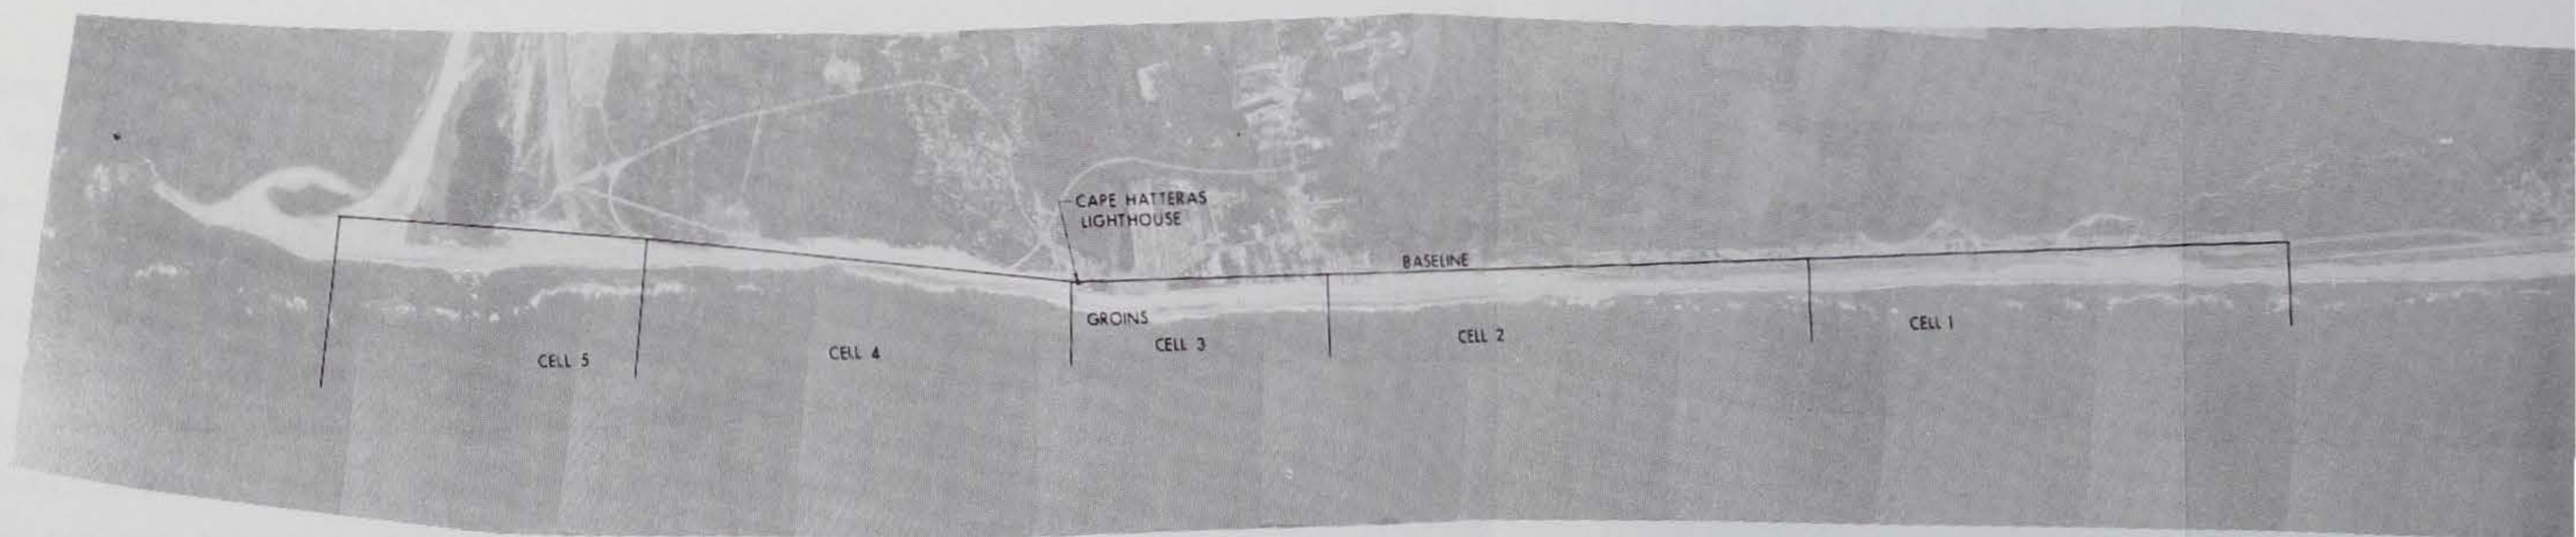 CAPE HATTERAS
LIGHTHOUSE
BASELINE
GROINS
CELL 5
CELL 4
CELL 3
CELL 2
CELL 1